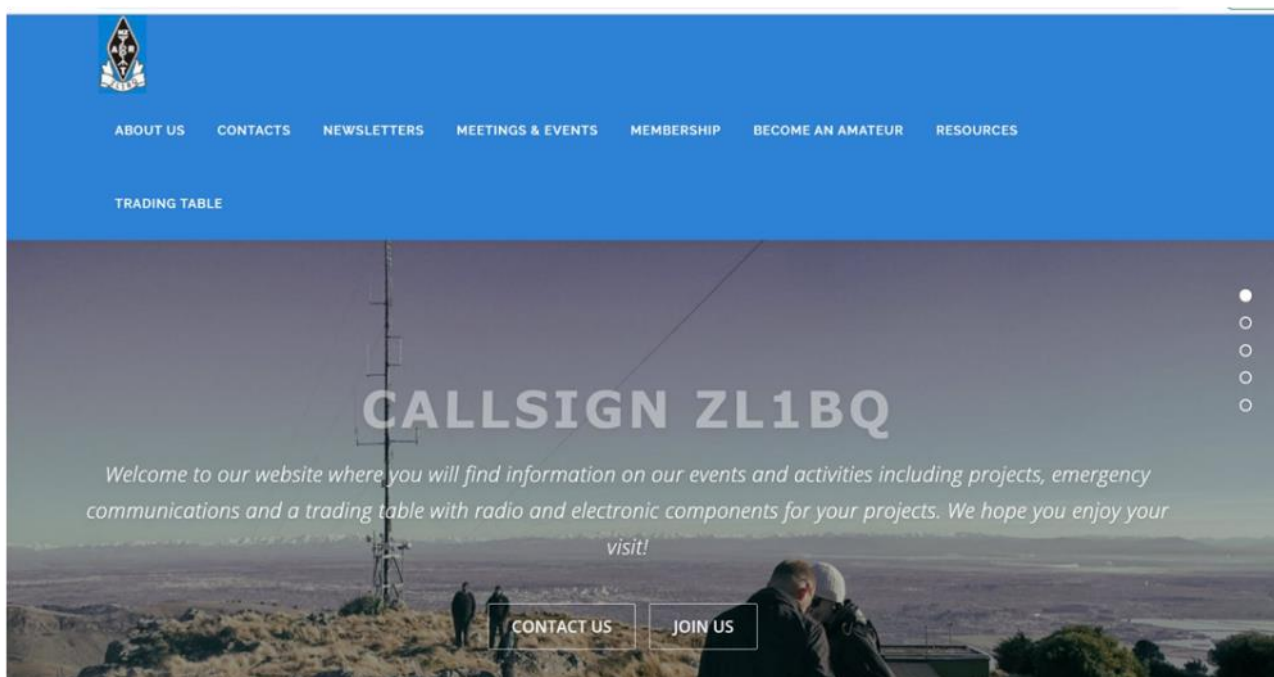 NZ
A R
T
ZL1BQ
ABOUT US CONTACTS NEWSLETTERS MEETINGS & EVENTS MEMBERSHIP BECOME AN AMATEUR RESOURCES
TRADING TABLE
CALLSIGN ZL1BQ
Welcome to our website where you will find information on our events and activities including projects, emergency
communications and a trading table with radio and electronic components for your projects. We hope you enjoy your
visit!
CONTACT US JOIN US